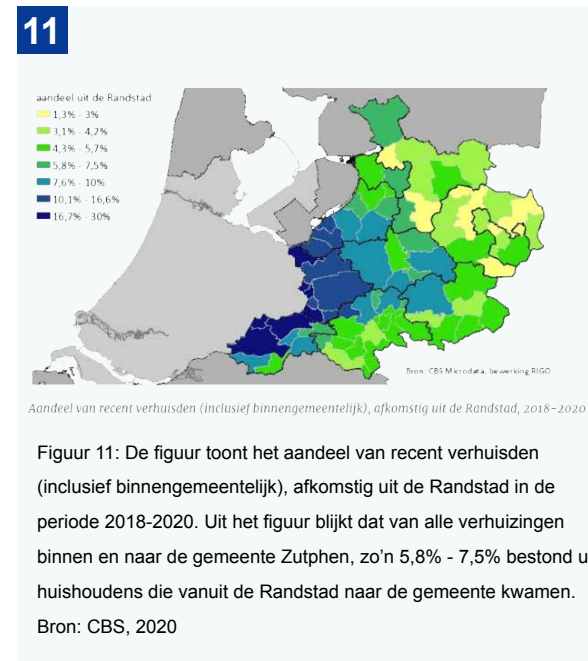 11
aandeel uit de Randstad
1,3% - 3%
3,1% - 4,2%
4,3% - 5,7%
5,8% - 7,5%
7,6% - 10%
10,1% - 16,6%
16,7% - 30%
Bron: CBS Microdata, bewerking RIGO
Aandeel van recent verhuisden (inclusief binnengemeentelijk), afkomstig uit de Randstad, 2018-2020
Figuur 11: De figuur toont het aandeel van recent verhuisden
(inclusief binnengemeentelijk), afkomstig uit de Randstad in de
periode 2018-2020. Uit het figuur blijkt dat van alle verhuizingen
binnen en naar de gemeente Zutphen, zo’n 5,8% - 7,5% bestond u
huishoudens die vanuit de Randstad naar de gemeente kwamen.
Bron: CBS, 2020